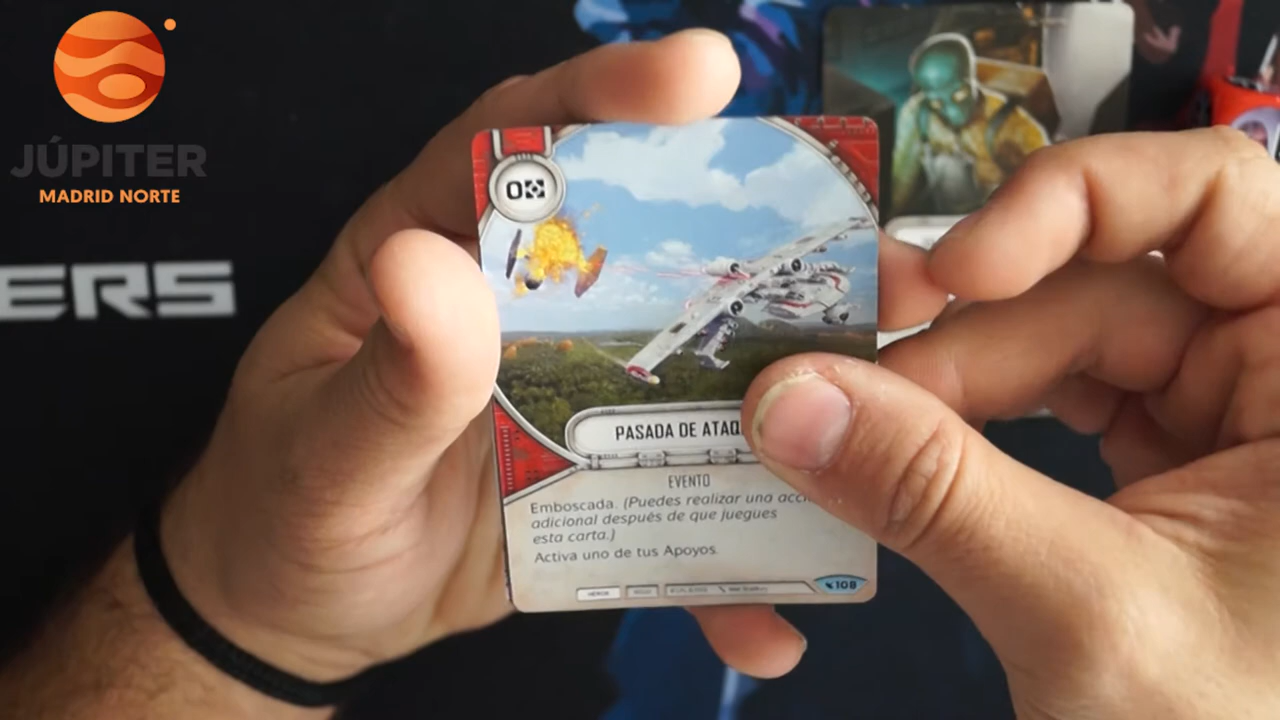 JÚPITER
MADRID NORTE
ERS
0
PASADA DE ATAQ
EVENTO
Emboscada. (Puedes realizar una acci
adicional después de que juegues
esta carta.)
Activa uno de tus Apoyos.
HÉROE
108